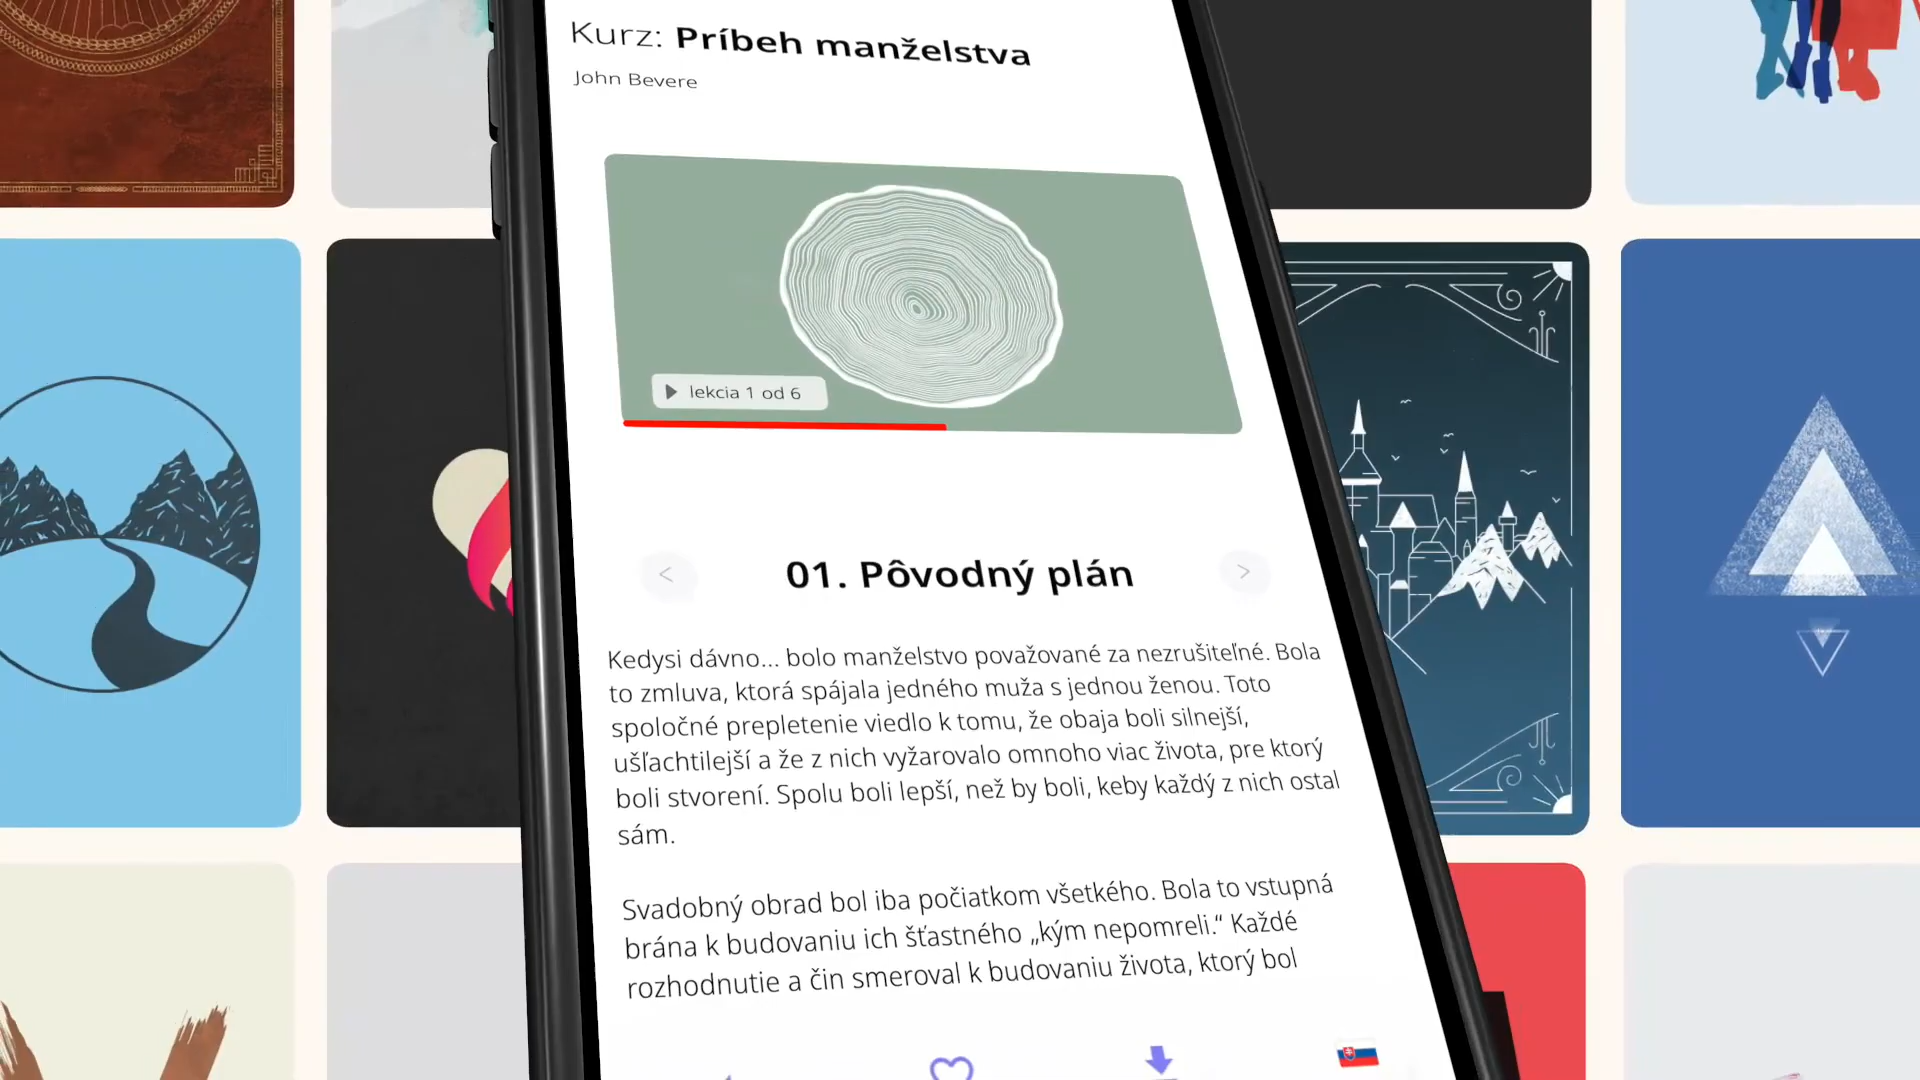 Kurz: Príbeh manželstva
John Bevere
lekcia 1 od 6
<
01. Pôvodný plán
>
Kedysi dávno... bolo manželstvo považované za nezrušiteľné. Bola
to zmluva, ktorá spájala jedného muža s jednou ženou. Toto
spoločné prepletenie viedlo k tomu, že obaja boli silnejší,
ušľachtilejší a že z nich vyžarovalo omnoho viac života, pre ktorý
boli stvorení. Spolu boli lepší, než by boli, keby každý z nich ostal
sám.
Svadobný obrad bol iba počiatkom všetkého. Bola to vstupná
brána k budovaniu ich šťastného „kým nepomreli.“ Každé
rozhodnutie a čin smeroval k budovaniu života, ktorý bol